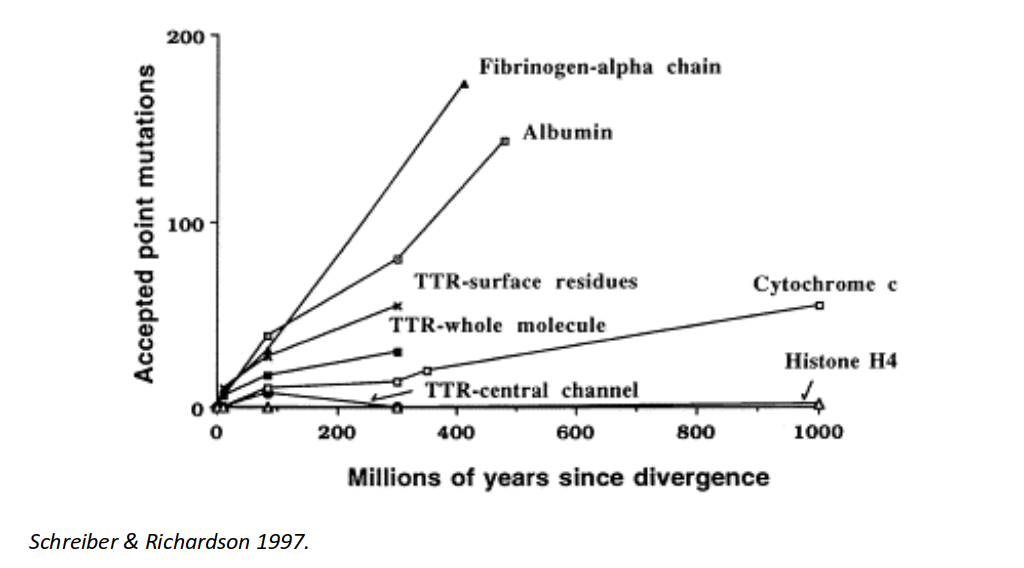 200
Fibrinogen-alpha chain
Albumin
100
TTR-surface residues
Cytochrome c
TTR-whole molecule
Histone H4
TTR-central channel
0
0 200 400 600 800 1000
Accepted point mutations
Millions of years since divergence
Schreiber & Richardson 1997.